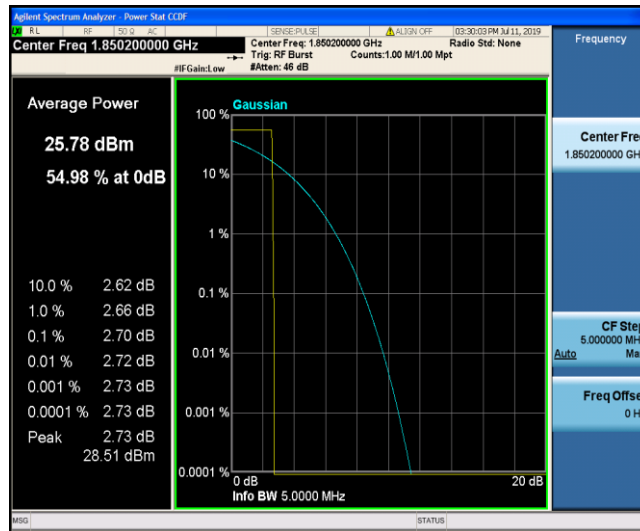 Agilent Spectrum Analyzer - Power Stat CCDF
RL RF 50 Ω AC SENSE:PULSE ALIGN OFF 03:30:03 PM Jul 11, 2019
Center Freq 1.850200000 GHz
Center Freq: 1.850200000 GHz Radio Std: None
Trig: RF Burst Counts:1.00 M/1.00 Mpt
#IFGain:Low #Atten: 46 dB
Frequency
Average Power
25.78 dBm
54.98 % at 0dB
10.0 % 2.62 dB
1.0 % 2.66 dB
0.1 % 2.70 dB
0.01 % 2.72 dB
0.001 % 2.73 dB
0.0001 % 2.73 dB
Peak 2.73 dB
28.51 dBm
Gaussian
100 %
10 %
1 %
0.1 %
0.01 %
0.001 %
0.0001 %
0 dB 20 dB
Info BW 5.0000 MHz
Center Fre
1.850200000 GH
CF Step
5.000000 MH
Auto Ma
Freq Offse
0 H
MSG STATUS